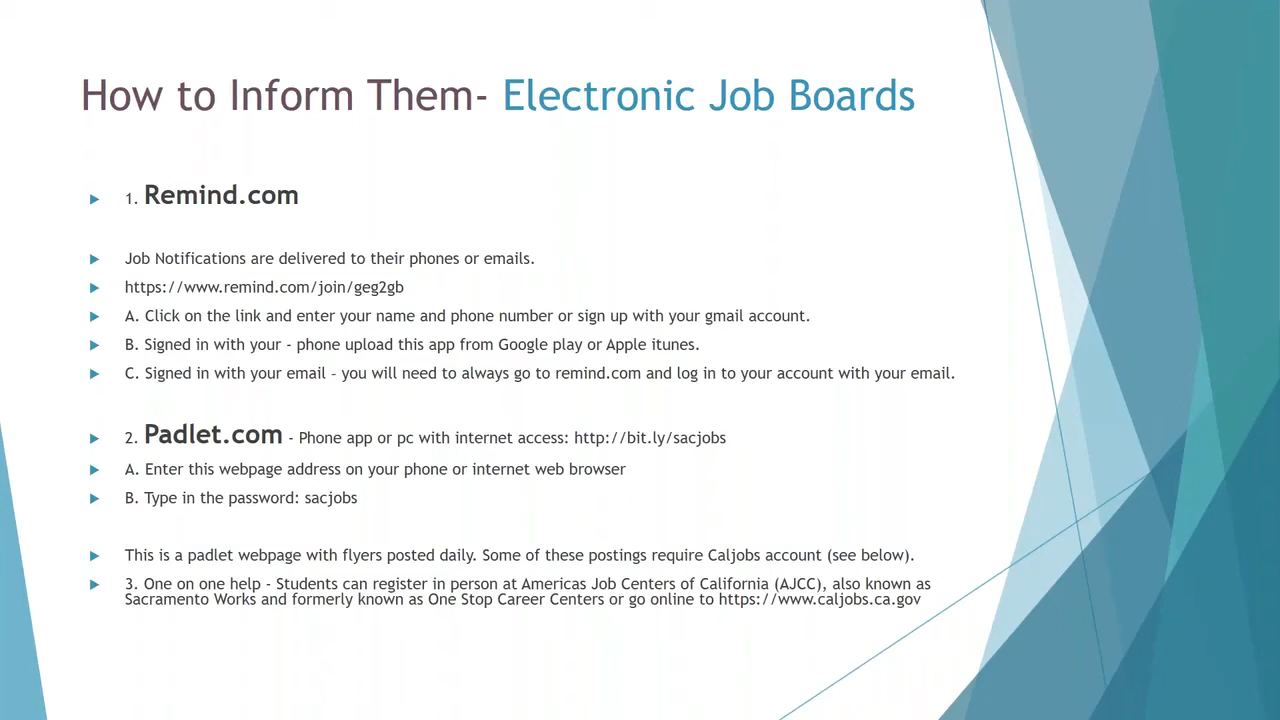 How to Inform Them- Electronic Job Boards
1. Remind.com
Job Notifications are delivered to their phones or emails.
https://www.remind.com/join/geg2gb
A. Click on the link and enter your name and phone number or sign up with your gmail account.
B. Signed in with your - phone upload this app from Google play or Apple itunes.
C. Signed in with your email – you will need to always go to remind.com and log in to your account with your email.
2. Padlet.com - Phone app or pc with internet access: http://bit.ly/sacjobs
A. Enter this webpage address on your phone or internet web browser
B. Type in the password: sacjobs
This is a padlet webpage with flyers posted daily. Some of these postings require Caljobs account (see below).
3. One on one help - Students can register in person at Americas Job Centers of California (AJCC), also known as
Sacramento Works and formerly known as One Stop Career Centers or go online to https://www.caljobs.ca.gov